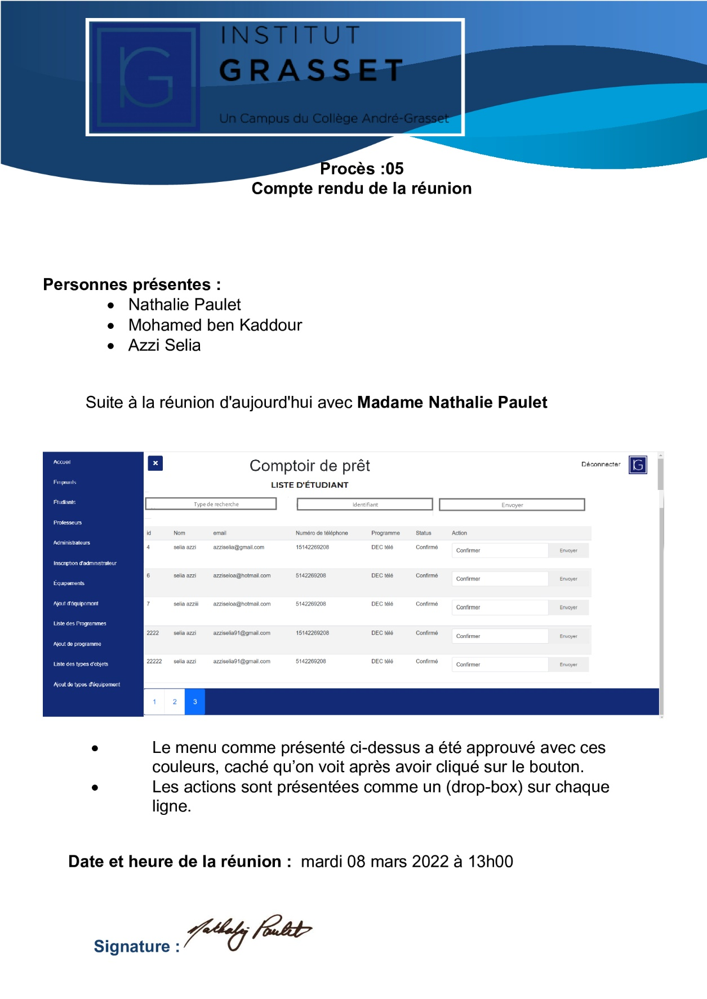 INSTITUT
GRASSET
Un Campus du Collège André-Grasset
Procès :05
Compte rendu de la réunion
Personnes présentes :
• Nathalie Paulet
• Mohamed ben Kaddour
• Azzi Selia
Suite à la réunion d'aujourd'hui avec Madame Nathalie Paulet
Accueil
Emprunts
Étudiants
Professeurs
Administrateurs
Inscription d'administrateur
Équipements
Ajout d'équipement
Liste des Programmes
Ajout de programme
Liste des types d'objets
Ajout de types d'équipement
×
Comptoir de prêt
Déconnecter
LISTE D'ÉTUDIANT
Type de recherche Identifiant Envoyer
id Nom email Numéro de téléphone Programme Status Action
4 selia azzi azziselia@gmail.com 15142269208 DEC télé Confirmé Confirmer Envoyer
6 selia azzi azziseloa@hotmail.com 5142269208 DEC télé Confirmé Confirmer Envoyer
7 selia azziii azziseloa@hotmail.com 5142269208 DEC télé Confirmé Confirmer Envoyer
2222 selia azzi azziselia91@gmail.com 15142269208 DEC télé Confirmé Confirmer Envoyer
22222 selia azzi azziselia91@gmail.com 5142269208 DEC télé Confirmé Confirmer Envoyer
1 2 3
• Le menu comme présenté ci-dessus a été approuvé avec ces
couleurs, caché qu’on voit après avoir cliqué sur le bouton.
• Les actions sont présentées comme un (drop-box) sur chaque
ligne.
Date et heure de la réunion : mardi 08 mars 2022 à 13h00
Nathaly Paulet
Signature :